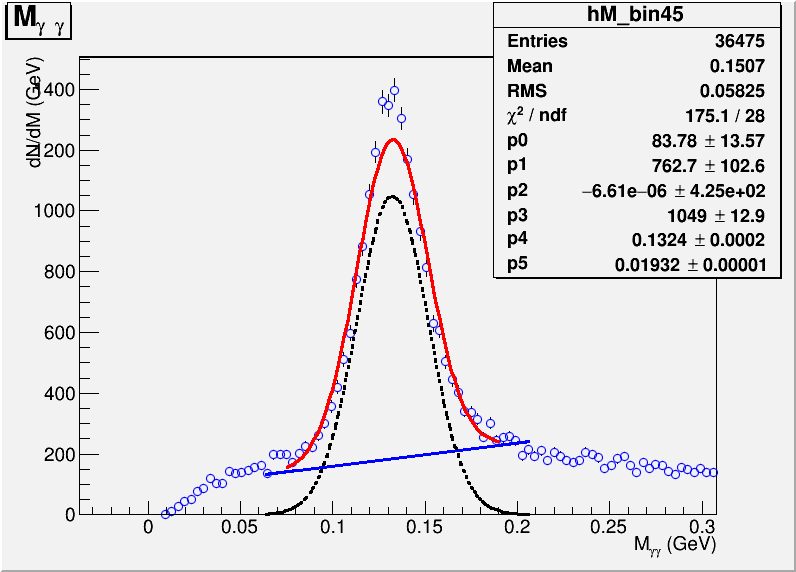 Mγ γ
hM_bin45
Entries 36475
Mean 0.1507
RMS 0.05825
χ² / ndf 175.1 / 28
p0 83.78 ± 13.57
p1 762.7 ± 102.6
p2 −6.61e−06 ± 4.25e+02
p3 1049 ± 12.9
p4 0.1324 ± 0.0002
p5 0.01932 ± 0.00001
dN/dM (GeV)
1400
1200
1000
800
600
400
200
0
0 0.05 0.1 0.15 0.2 0.25 0.3
Mγγ (GeV)